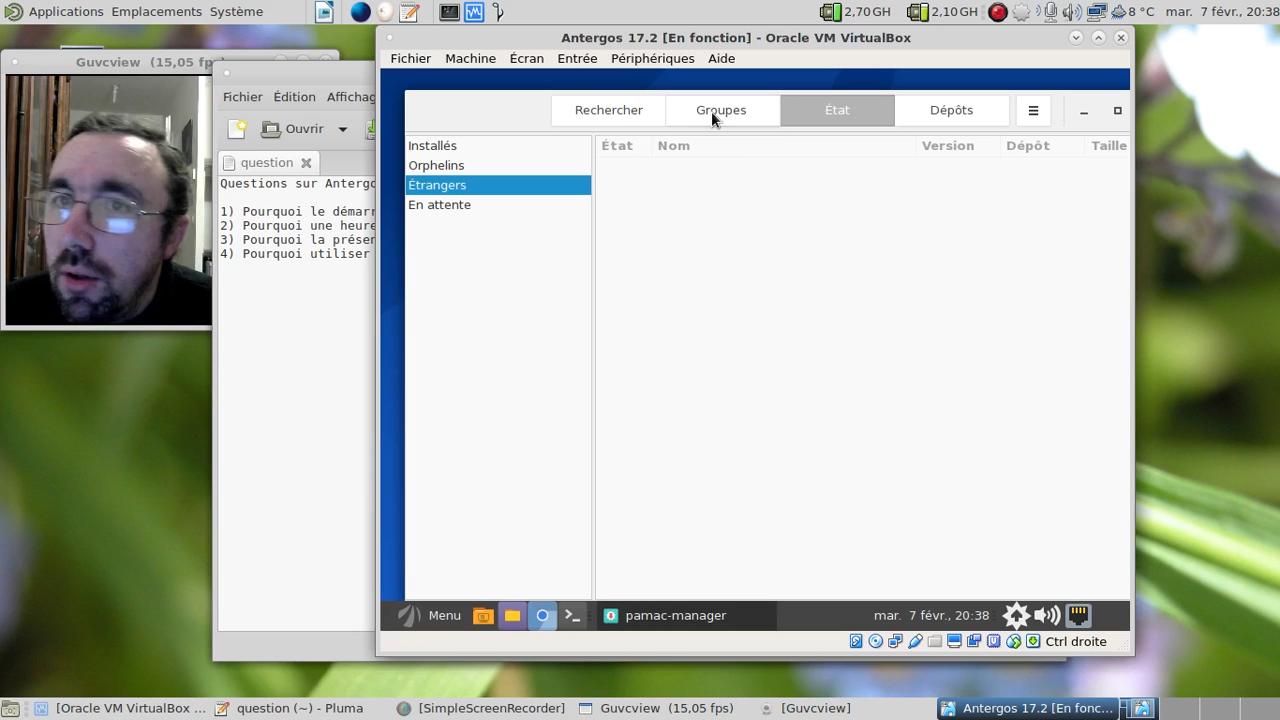 Applications Emplacements Système
2,70 GH 2,10 GH 8 °C mar. 7 févr., 20:38
Guvcview (15,05 fp
Antergos 17.2 [En fonction] - Oracle VM VirtualBox
Fichier Machine Écran Entrée Périphériques Aide
Fichier Édition Affichag
Ouvrir
question
Questions sur Antergo
1) Pourquoi le démarr
2) Pourquoi une heure
3) Pourquoi la présen
4) Pourquoi utiliser
Rechercher Groupes État Dépôts
Installés
Orphelins
Étrangers
En attente
État Nom Version Dépôt Taille
Menu pamac-manager mar. 7 févr., 20:38
Ctrl droite
[Oracle VM VirtualBox ... question (~) - Pluma [SimpleScreenRecorder] Guvcview (15,05 fps) [Guvcview] Antergos 17.2 [En fonc...